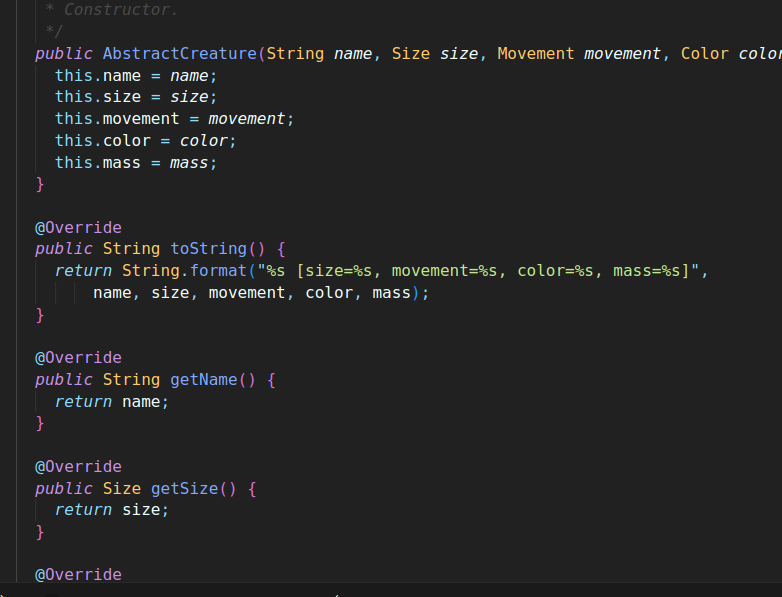 * Constructor.
*/
public AbstractCreature(String name, Size size, Movement movement, Color color
this.name = name;
this.size = size;
this.movement = movement;
this.color = color;
this.mass = mass;
}
@Override
public String toString() {
return String.format("%s [size=%s, movement=%s, color=%s, mass=%s]",
name, size, movement, color, mass);
}
@Override
public String getName() {
return name;
}
@Override
public Size getSize() {
return size;
}
@Override